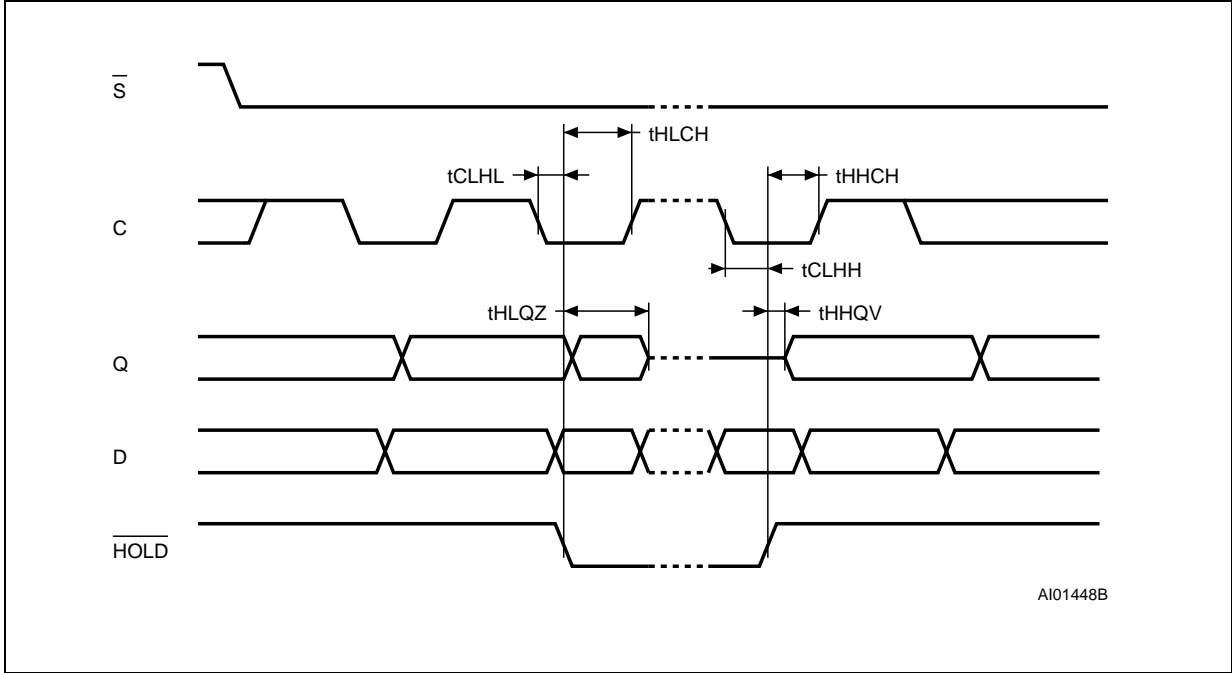 S
tHLCH
tCLHL
tHHCH
C
tCLHH
tHLQZ
tHHQV
Q
D
HOLD
AI01448B